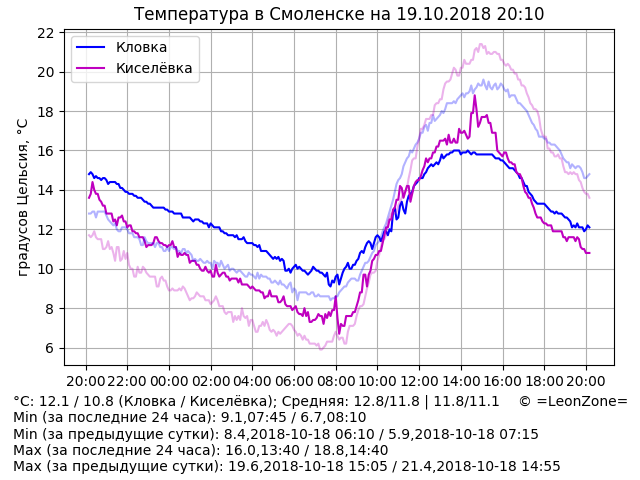 Температура в Смоленске на 19.10.2018 20:10
Кловка
Киселёвка
градусов Цельсия, °C
22
20
18
16
14
12
10
8
6
20:00 22:00 00:00 02:00 04:00 06:00 08:00 10:00 12:00 14:00 16:00 18:00 20:00
°C: 12.1 / 10.8 (Кловка / Киселёвка); Средняя: 12.8/11.8 | 11.8/11.1 © =LeonZone=
Min (за последние 24 часа): 9.1,07:45 / 6.7,08:10
Min (за предыдущие сутки): 8.4,2018-10-18 06:10 / 5.9,2018-10-18 07:15
Max (за последние 24 часа): 16.0,13:40 / 18.8,14:40
Max (за предыдущие сутки): 19.6,2018-10-18 15:05 / 21.4,2018-10-18 14:55